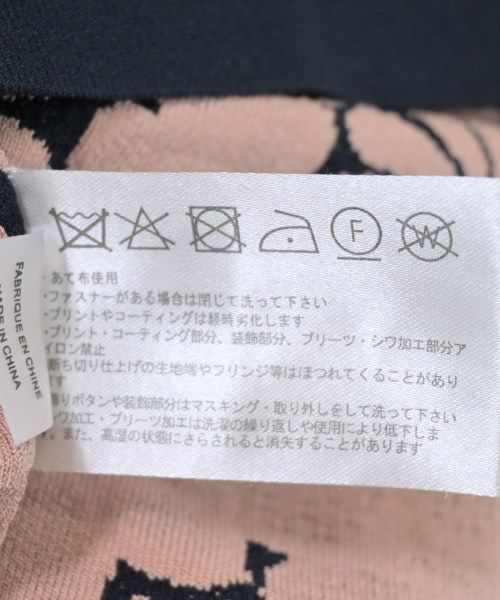 F W
・あて布使用
・ファスナーがある場合は閉じて洗って下さい
・プリントやコーティングは経時劣化します
・プリント・コーティング部分、装飾部分、プリーツ・シワ加工部分ア
イロン禁止
断ち切り仕上げの生地端やフリンジ等はほつれてくることがあり
ます
飾りボタンや装飾部分はマスキング・取り外しをして洗って下さい
シワ加工・プリーツ加工は洗濯の繰り返しや使用により低下しま
す。また、高湿の状態にさらされると消失することがあります
FABRIQUE EN CHINE
MADE IN CHINA